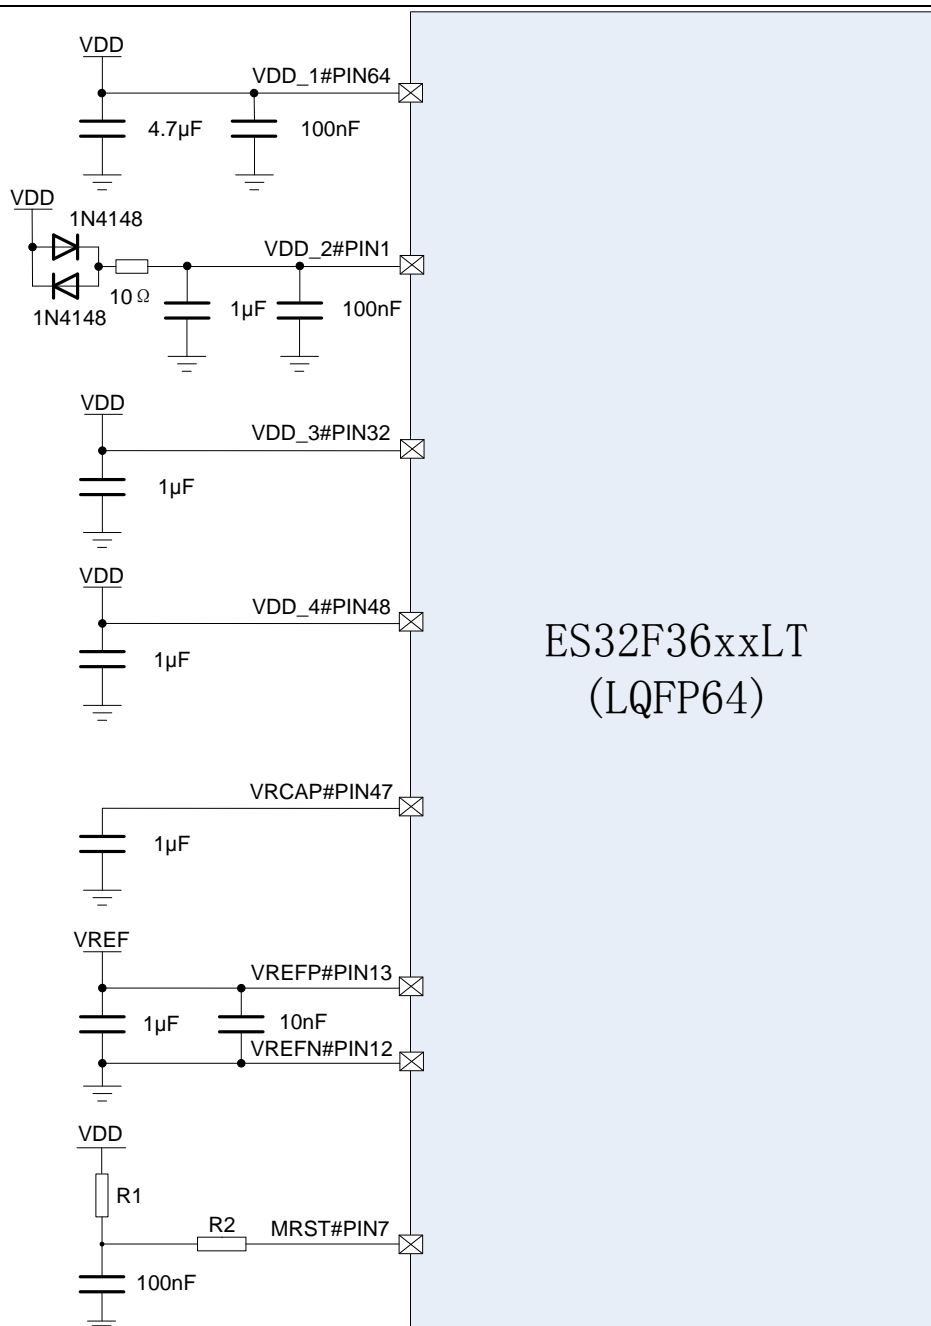 VDD
VDD_1#PIN64
4.7μF
100nF
VDD
1N4148
VDD_2#PIN1
10Ω
1μF
100nF
1N4148
VDD
VDD_3#PIN32
1μF
VDD
VDD_4#PIN48
1μF
ES32F36xxLT
(LQFP64)
VRCAP#PIN47
1μF
VREF
VREFP#PIN13
1μF
10nF
VREFN#PIN12
VDD
R1
R2
MRST#PIN7
100nF